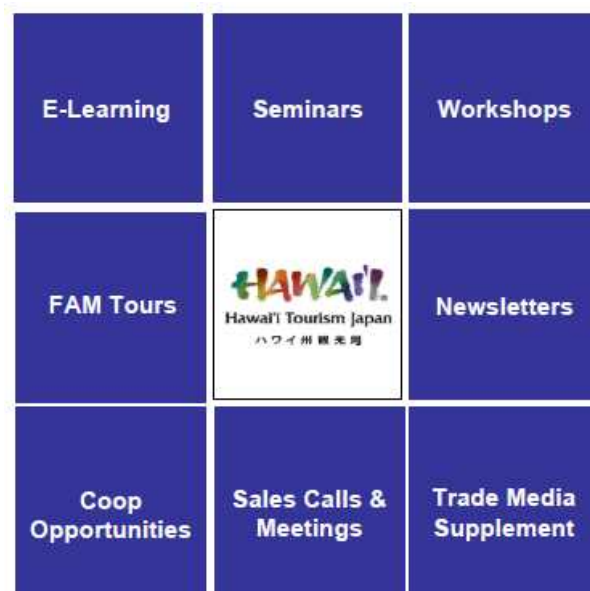 E-Learning
Seminars
Workshops
FAM Tours
HAWAI'I.
Hawai'i Tourism Japan
ハワイ州観光局
Newsletters
Coop
Opportunities
Sales Calls &
Meetings
Trade Media
Supplement